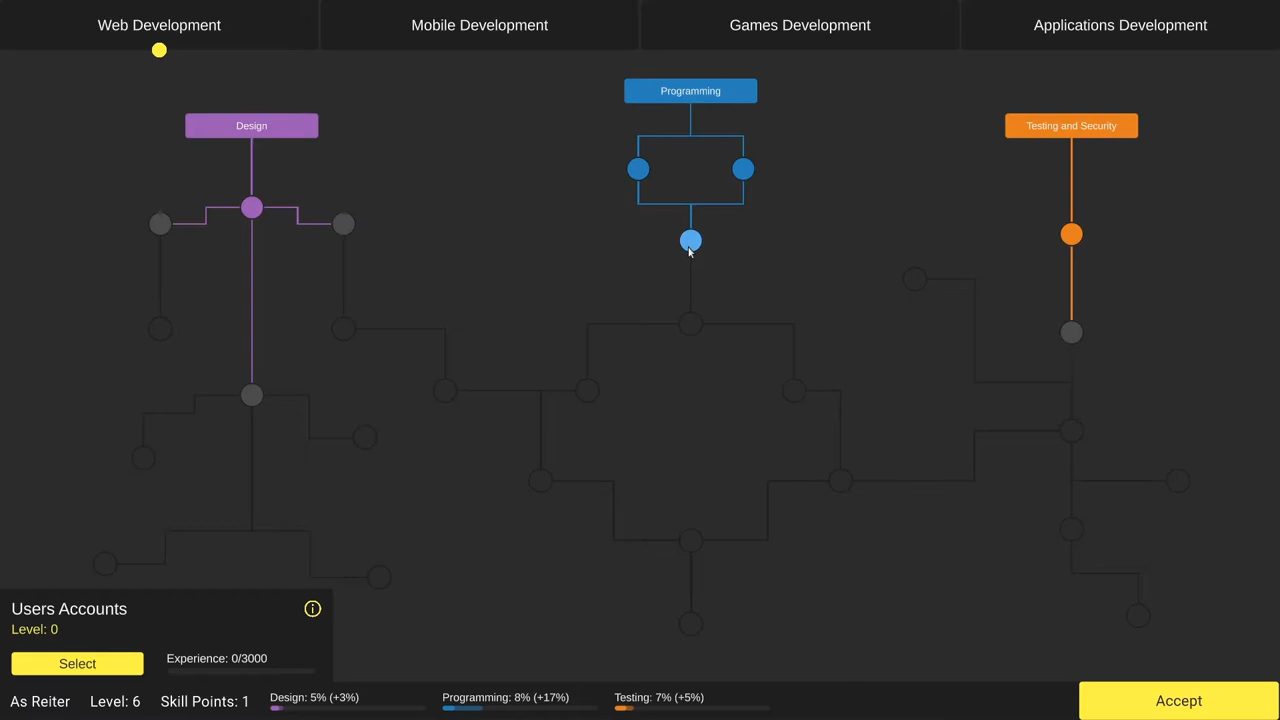 Web Development
Mobile Development
Games Development
Applications Development
Programming
Design
Testing and Security
Users Accounts
Level: 0
Select
Experience: 0/3000
As Reiter
Level: 6
Skill Points: 1
Design: 5% (+3%)
Programming: 8% (+17%)
Testing: 7% (+5%)
Accept